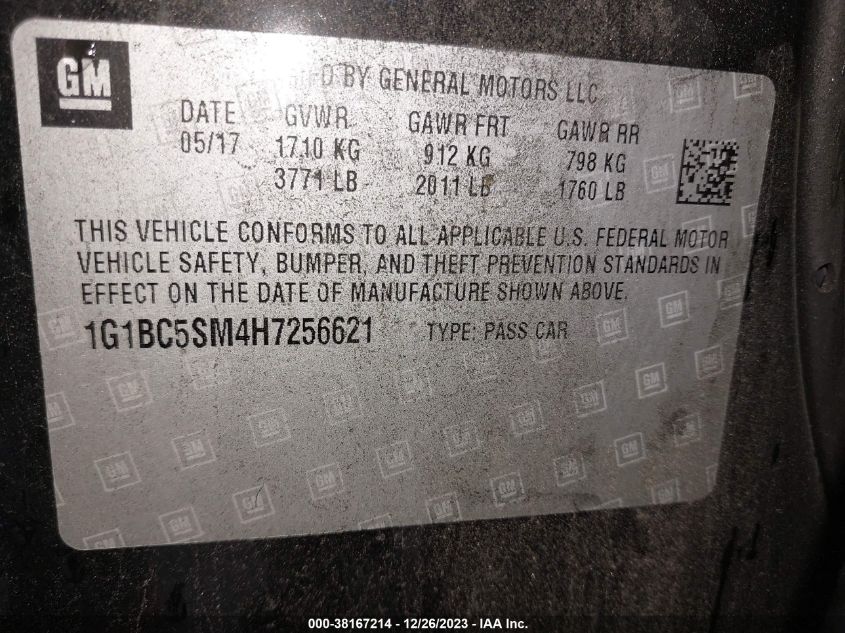 GM
BY GENERAL MOTORS LLC
DATE GVWR GAWR FRT GAWR RR
05/17 1710 KG 912 KG 798 KG
3771 LB 2011 LB 1760 LB
THIS VEHICLE CONFORMS TO ALL APPLICABLE U.S. FEDERAL MOTOR
VEHICLE SAFETY, BUMPER, AND THEFT PREVENTION STANDARDS IN
EFFECT ON THE DATE OF MANUFACTURE SHOWN ABOVE.
1G1BC5SM4H7256621 TYPE: PASS CAR
000-38167214 - 12/26/2023 - IAA Inc.